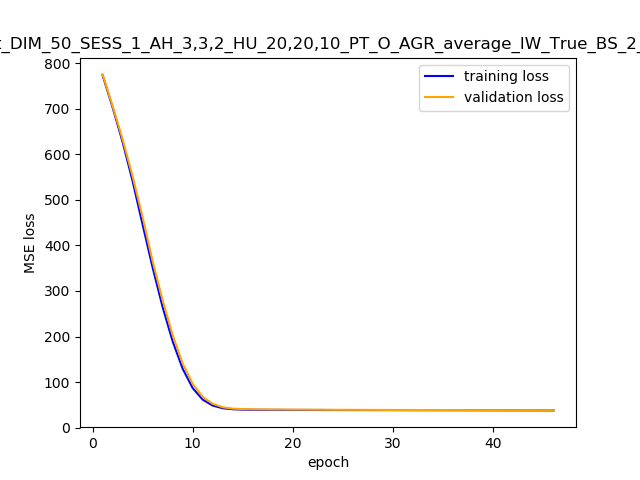 t_DIM_50_SESS_1_AH_3,3,2_HU_20,20,10_PT_O_AGR_average_IW_True_BS_2_
training loss
validation loss
MSE loss
800
700
600
500
400
300
200
100
0
0 10 20 30 40
epoch